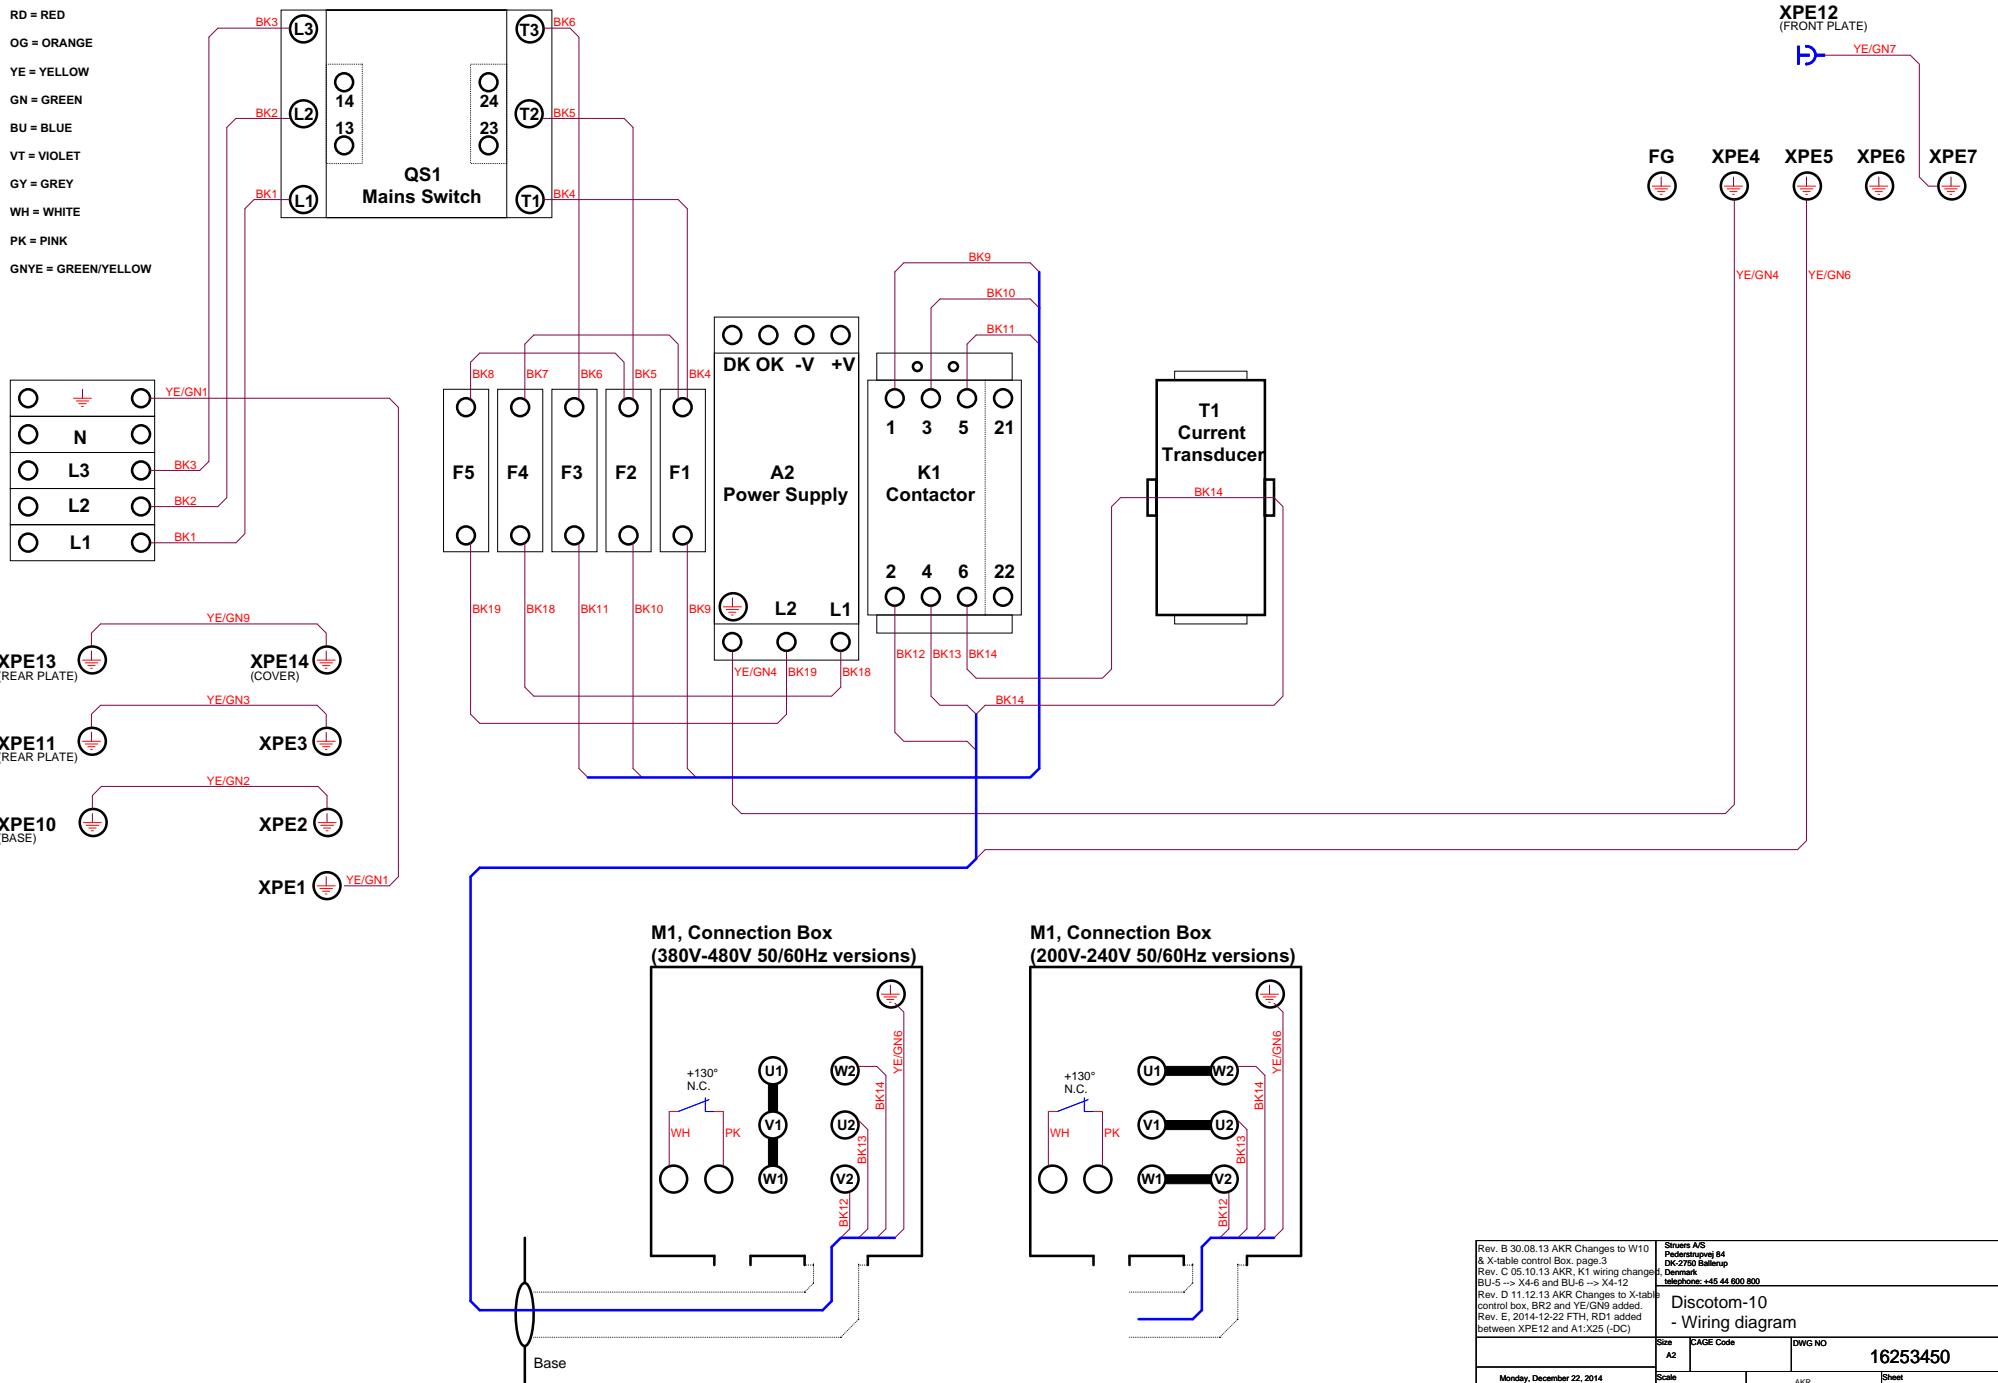 RD = RED
OG = ORANGE
YE = YELLOW
GN = GREEN
BU = BLUE
VT = VIOLET
GY = GREY
WH = WHITE
PK = PINK
GNYE = GREEN/YELLOW
BK3
L3
T3
BK6
14
24
BK2
L2
T2
BK5
13
23
QS1
Mains Switch
BK1
L1
T1
BK4
XPE12
(FRONT PLATE)
YE/GN7
FG
XPE4
XPE5
XPE6
XPE7
YE/GN4
YE/GN6
BK9
BK10
BK11
YE/GN1
N
L3
BK3
L2
BK2
L1
BK1
BK8
BK7
BK6
BK5
BK4
F5
F4
F3
F2
F1
BK19
BK18
BK11
BK10
BK9
DK OK -V +V
A2
Power Supply
L2
L1
YE/GN4
BK19
BK18
1
3
5
21
K1
Contactor
2
4
6
22
BK12
BK13
BK14
T1
Current
Transducer
BK14
BK14
YE/GN9
XPE13
(REAR PLATE)
XPE14
(COVER)
YE/GN3
XPE11
(REAR PLATE)
XPE3
YE/GN2
XPE10
(BASE)
XPE2
XPE1
YE/GN1
M1, Connection Box
(380V-480V 50/60Hz versions)
+130°
N.C.
WH
PK
U1
V1
W1
W2
U2
V2
BK12
BK13
BK14
YE/GN6
M1, Connection Box
(200V-240V 50/60Hz versions)
+130°
N.C.
WH
PK
U1
V1
W1
W2
U2
V2
BK12
BK13
BK14
YE/GN6
Base
Rev. B 30.08.13 AKR Changes to W10
& X-table control Box. page.3
Rev. C 05.10.13 AKR, K1 wiring changed,
BU-5 --> X4-6 and BU-6 --> X4-12
Rev. D 11.12.13 AKR Changes to X-table
control box, BR2 and YE/GN9 added.
Rev. E, 2014-12-22 FTH, RD1 added
between XPE12 and A1:X25 (-DC)
Struers A/S
Pederstrupvej 84
DK-2750 Ballerup
Denmark
telephone: +45 44 600 800
Discotom-10
- Wiring diagram
Size
A2
CAGE Code
DWG NO
16253450
Monday, December 22, 2014
Scale
AKR
Sheet